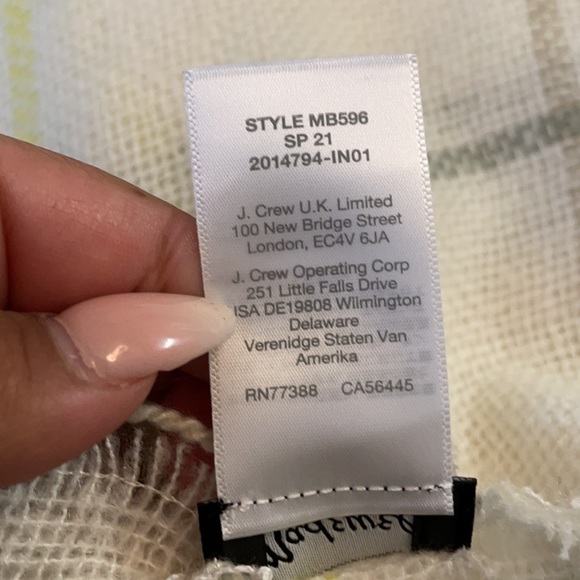 STYLE MB596
SP 21
2014794-IN01
J. Crew U.K. Limited
100 New Bridge Street
London, EC4V 6JA
J. Crew Operating Corp
251 Little Falls Drive
ISA DE19808 Wilmington
Delaware
Verenidge Staten Van
Amerika
RN77388 CA56445